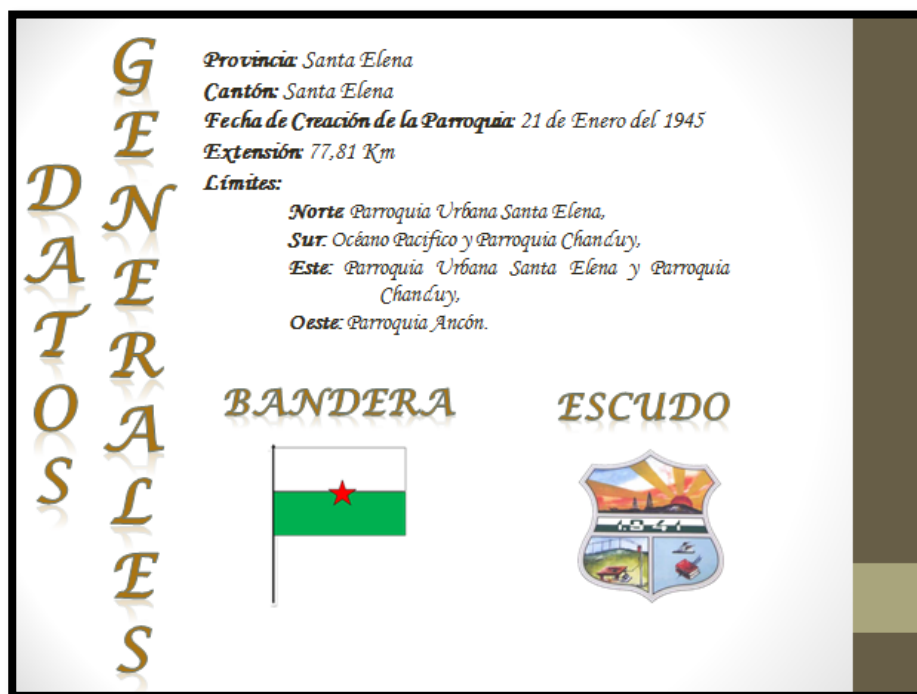 DATOS
GENERALES
Provincia: Santa Elena
Cantón: Santa Elena
Fecha de Creación de la Parroquia: 21 de Enero del 1945
Extensión: 77,81 Km
Límites:
Norte: Parroquia Urbana Santa Elena,
Sur: Océano Pacífico y Parroquia Chanduy,
Este: Parroquia Urbana Santa Elena y Parroquia
Chanduy,
Oeste: Parroquia Ancón.
BANDERA
ESCUDO
1941